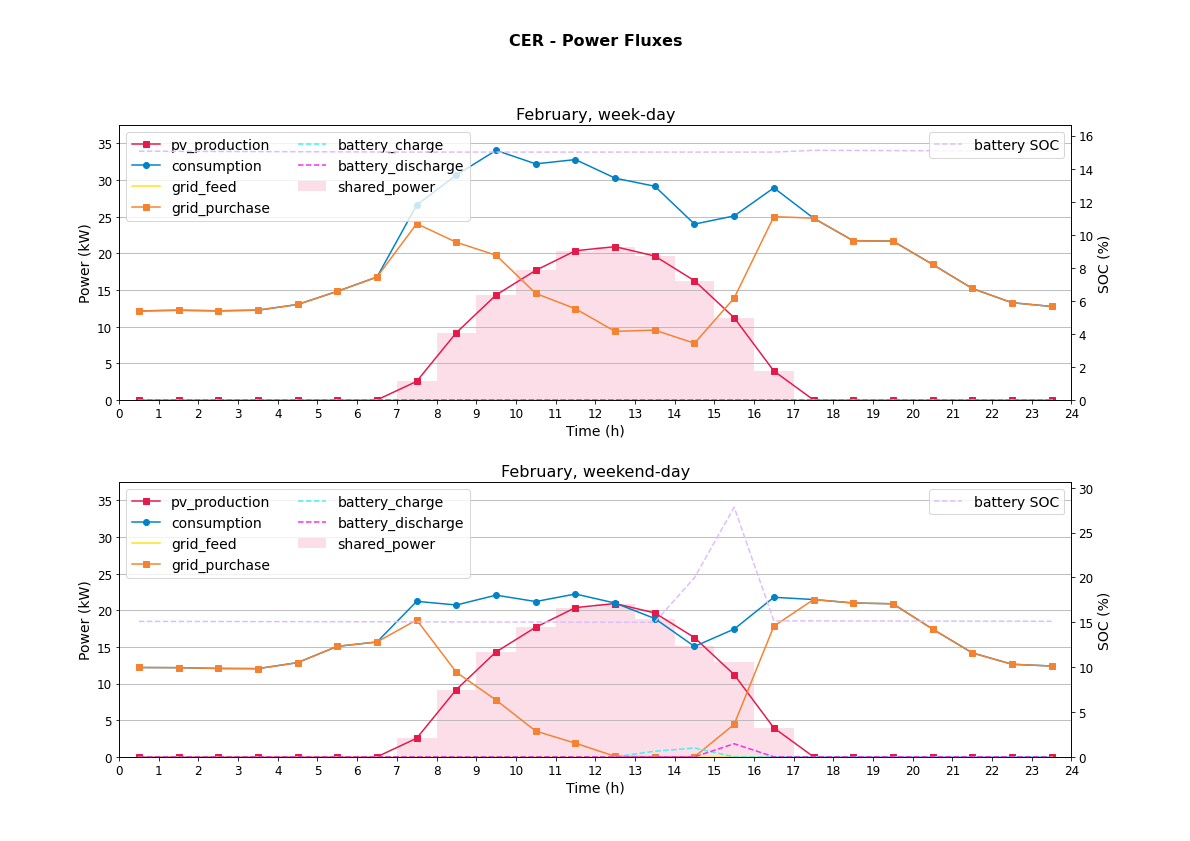 CER - Power Fluxes
February, week-day
pv_production
consumption
grid_feed
grid_purchase
battery_charge
battery_discharge
shared_power
battery SOC
Power (kW)
35
30
25
20
15
10
5
0
SOC (%)
16
14
12
10
8
6
4
2
0
0 1 2 3 4 5 6 7 8 9 10 11 12 13 14 15 16 17 18 19 20 21 22 23 24
Time (h)
February, weekend-day
pv_production
consumption
grid_feed
grid_purchase
battery_charge
battery_discharge
shared_power
battery SOC
Power (kW)
35
30
25
20
15
10
5
0
SOC (%)
30
25
20
15
10
5
0
0 1 2 3 4 5 6 7 8 9 10 11 12 13 14 15 16 17 18 19 20 21 22 23 24
Time (h)